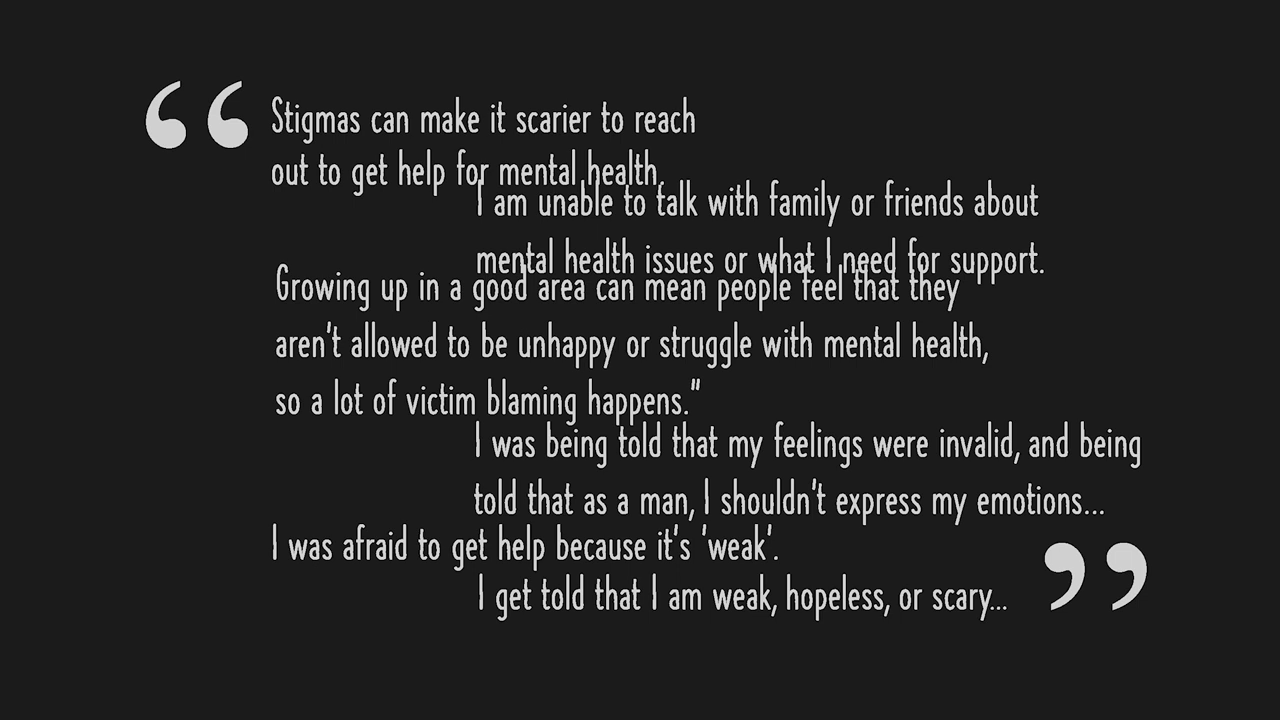 “ Stigmas can make it scarier to reach
out to get help for mental health.
I am unable to talk with family or friends about
mental health issues or what I need for support.
Growing up in a good area can mean people feel that they
aren't allowed to be unhappy or struggle with mental health,
so a lot of victim blaming happens."
I was being told that my feelings were invalid, and being
told that as a man, I shouldn't express my emotions...
I was afraid to get help because it's 'weak'.
I get told that I am weak, hopeless, or scary... ”